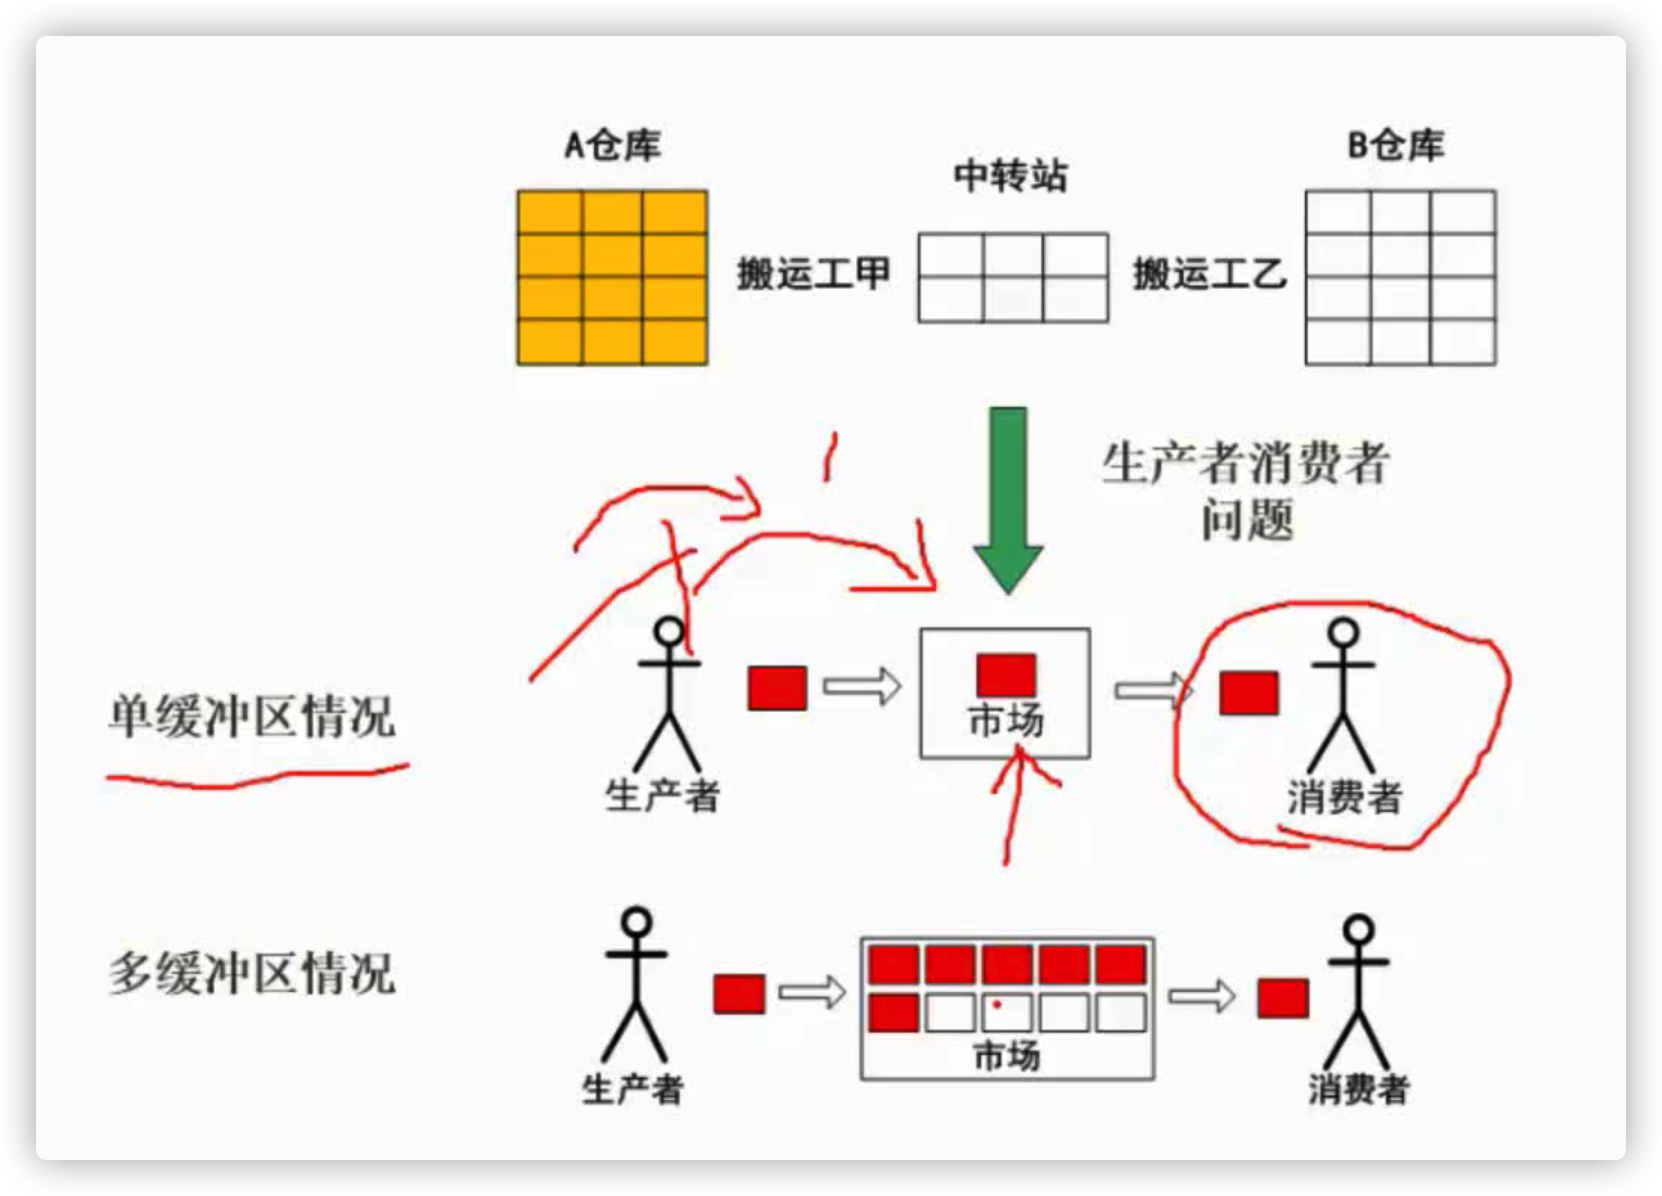 A仓库
中转站
B仓库
搬运工甲
搬运工乙
生产者消费者
问题
单缓冲区情况
市场
生产者
消费者
多缓冲区情况
市场
生产者
消费者